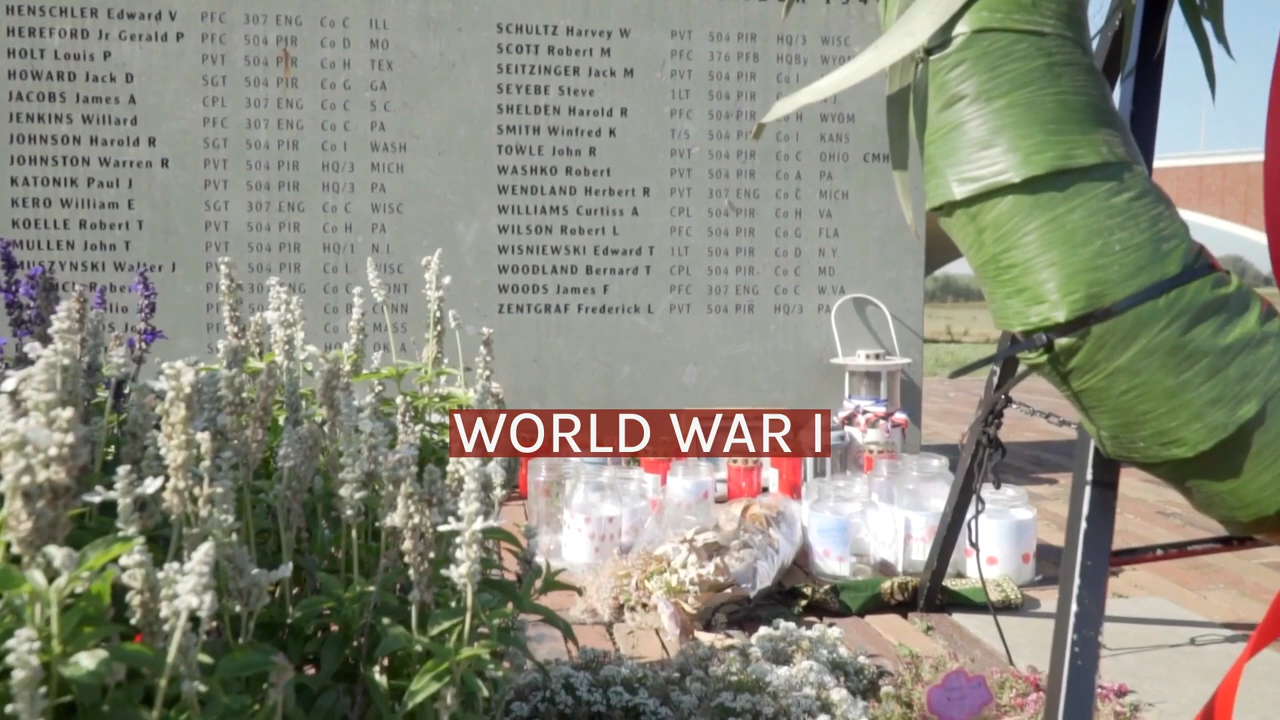 HENSCHLER Edward V PFC 307 ENG Co C ILL
HEREFORD Jr Gerald P PFC 504 PIR Co D MO
HOLT Louis P PVT 504 PIR Co H TEX
HOWARD Jack D SGT 504 PIR Co G GA
JACOBS James A CPL 307 ENG Co C S.C.
JENKINS Willard PFC 307 ENG Co C PA
JOHNSON Harold R SGT 504 PIR Co I WASH
JOHNSTON Warren R PVT 504 PIR HQ/3 MICH
KATONIK Paul J PVT 504 PIR HQ/3 PA
KERO William E SGT 307 ENG Co C WISC
KOELLE Robert T PVT 504 PIR Co H PA
MULLEN John T PVT 504 PIR HQ/1 N.J.
MUSZYNSKI Walter J 504 PIR Co WISC
CONN
MASS
SCHULTZ Harvey W PVT 504 PIR HQ/3 WISC
SCOTT Robert M PFC 376 PFB HQBy
SEITZINGER Jack M PVT 504 PIR Co
SEYEBE Steve 1LT 504 PIR N.J.
SHELDEN Harold R PFC 504 PIR H WYOM
SMITH Winfred K T/5 504 Co I KANS
TOWLE John R PVT 504 PIR Co C OHIO CMH
WASHKO Robert PVT 504 PIR Co A PA
WENDLAND Herbert R PVT 307 ENG Co C MICH
WILLIAMS Curtiss A CPL 504 PIR Co H VA
WILSON Robert L PFC 504 PIR Co G FLA
WISNIEWSKI Edward T 1LT 504 PIR Co D N.Y.
WOODLAND Bernard T CPL 504 PIR Co C MD
WOODS James F PFC 307 ENG Co C W.VA
ZENTGRAF Frederick L PVT 504 PIR HQ/3 PA
WORLD WAR I